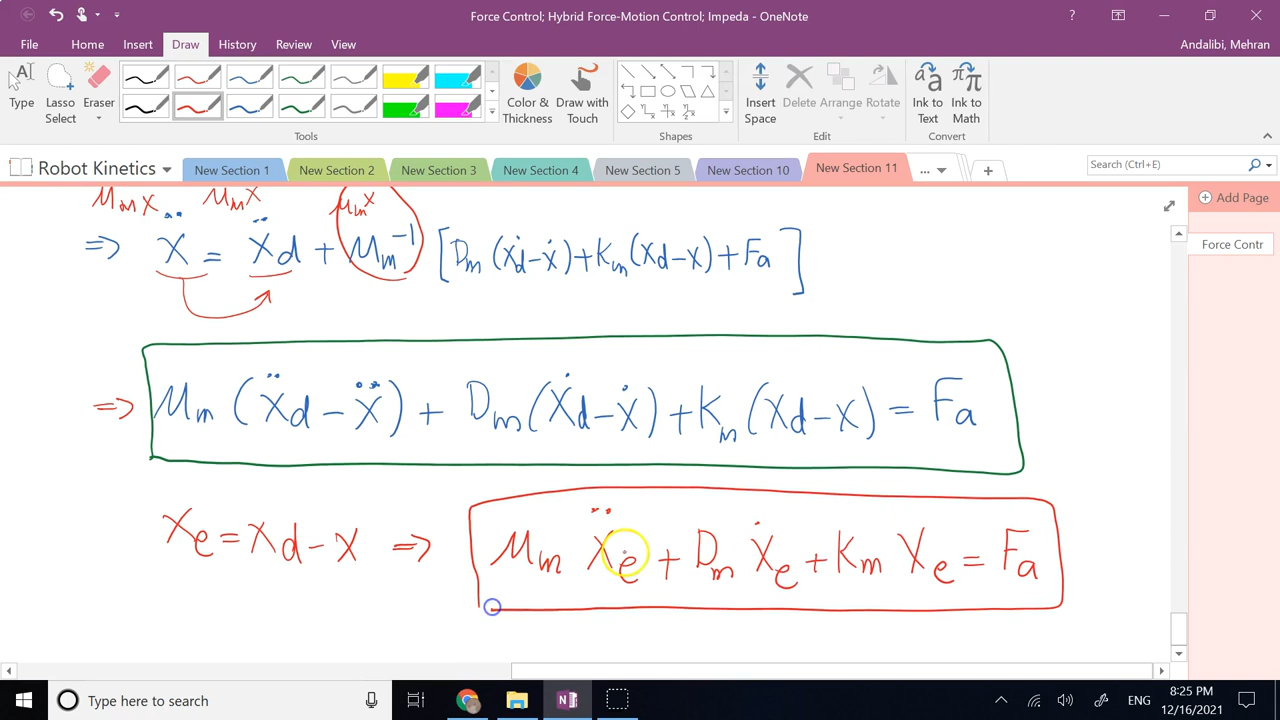 Force Control; Hybrid Force-Motion Control; Impeda - OneNote
?
File Home Insert Draw History Review View
Andalibi, Mehran
Type
Lasso Select
Eraser
Color & Thickness
Draw with Touch
Insert Space
Delete
Arrange
Rotate
Ink to Text
Ink to Math
Tools
Shapes
Edit
Convert
Robot Kinetics
New Section 1 New Section 2 New Section 3 New Section 4 New Section 5 New Section 10 New Section 11 ...
Search (Ctrl+E)
Add Page
Force Contr
Mm X Mm X Mm X
=> Ẍ = Ẍd + Mm⁻¹ [Dm (Ẋd-Ẋ)+Km (Xd-X)+Fa]
=> Mm (Ẍd - Ẍ) + Dm (Ẋd-Ẋ) + Km (Xd-X) = Fa
Xe = Xd - X => Mm Ẍe + Dm Ẋe + Km Xe = Fa
Type here to search
ENG
8:25 PM
12/16/2021